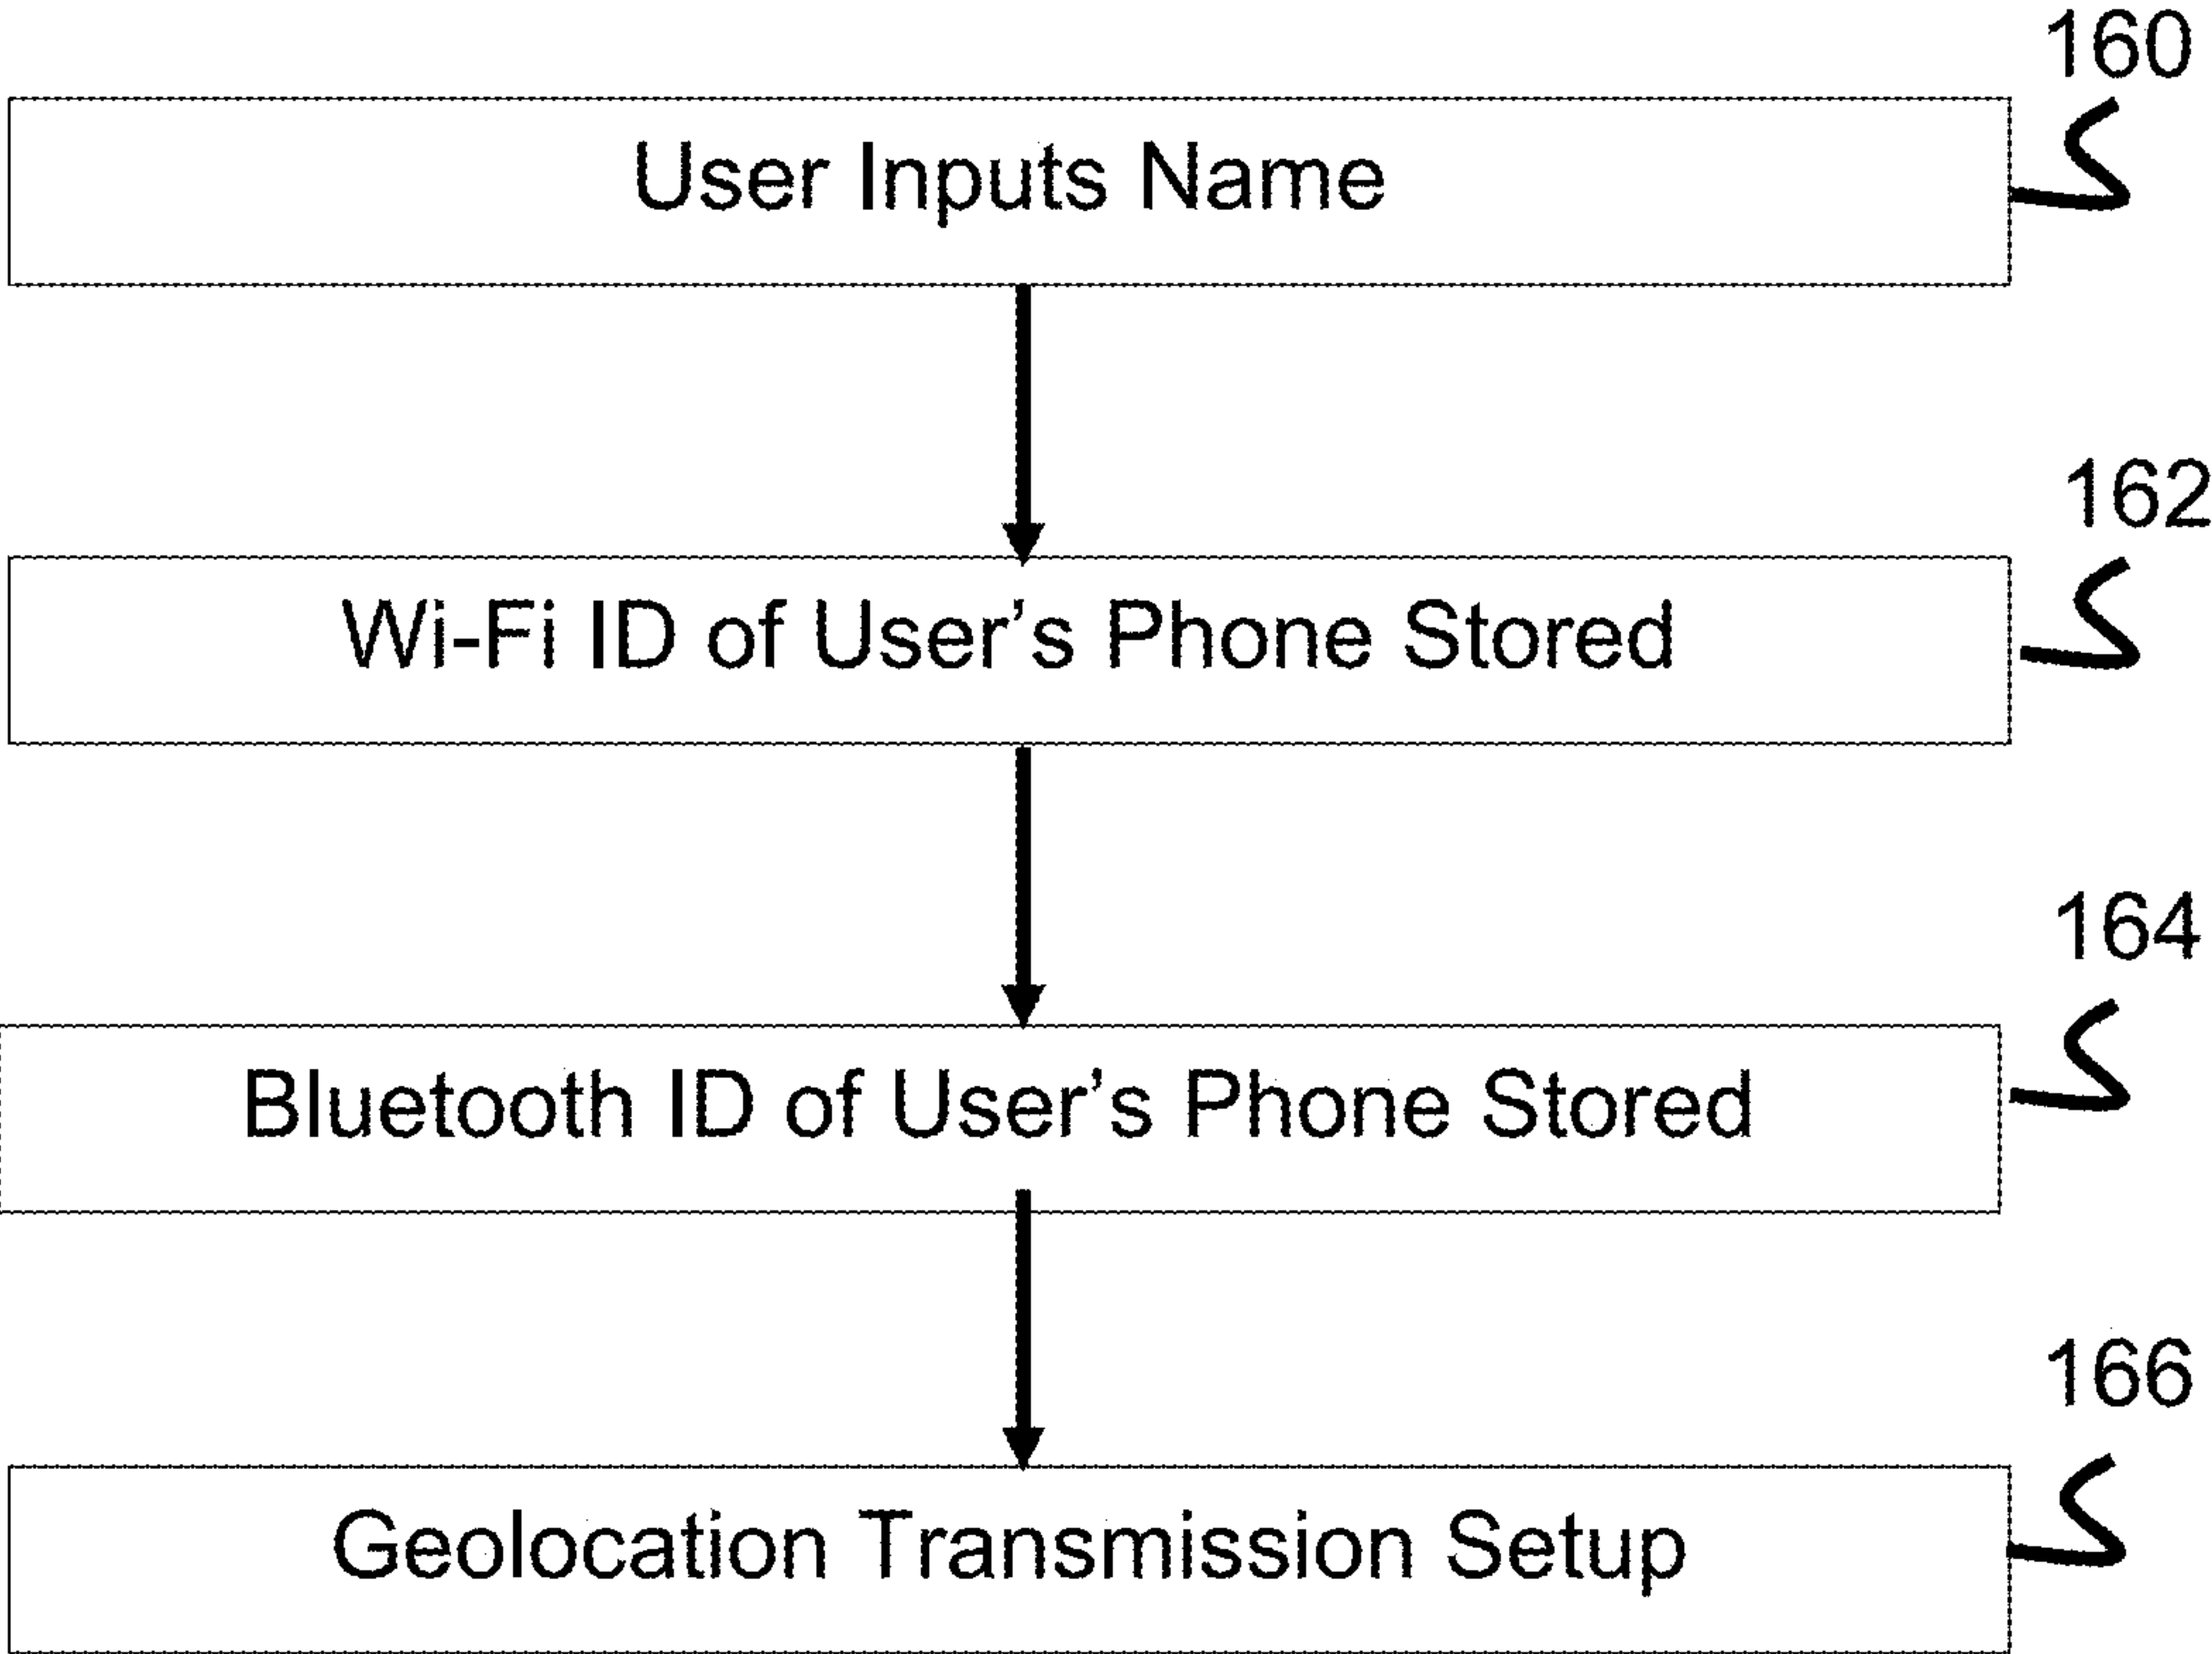 160
User Inputs Name
162
Wi-Fi ID of User’s Phone Stored
164
Bluetooth ID of User’s Phone Stored
166
Geolocation Transmission Setup